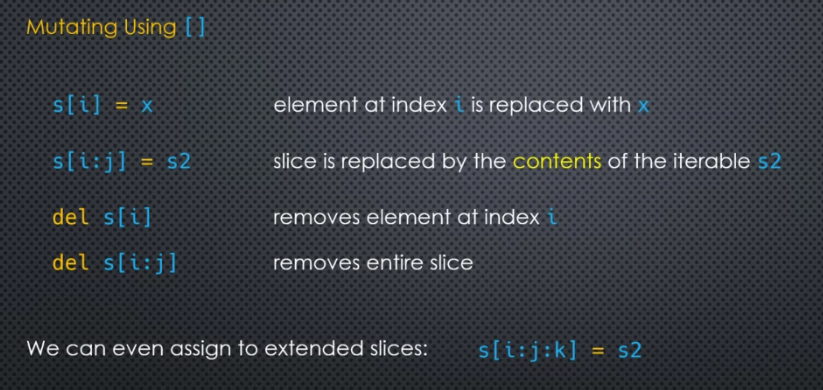 Mutating Using []
s[i] = x element at index i is replaced with x
s[i:j] = s2 slice is replaced by the contents of the iterable s2
del s[i] removes element at index i
del s[i:j] removes entire slice
We can even assign to extended slices: s[i:j:k] = s2